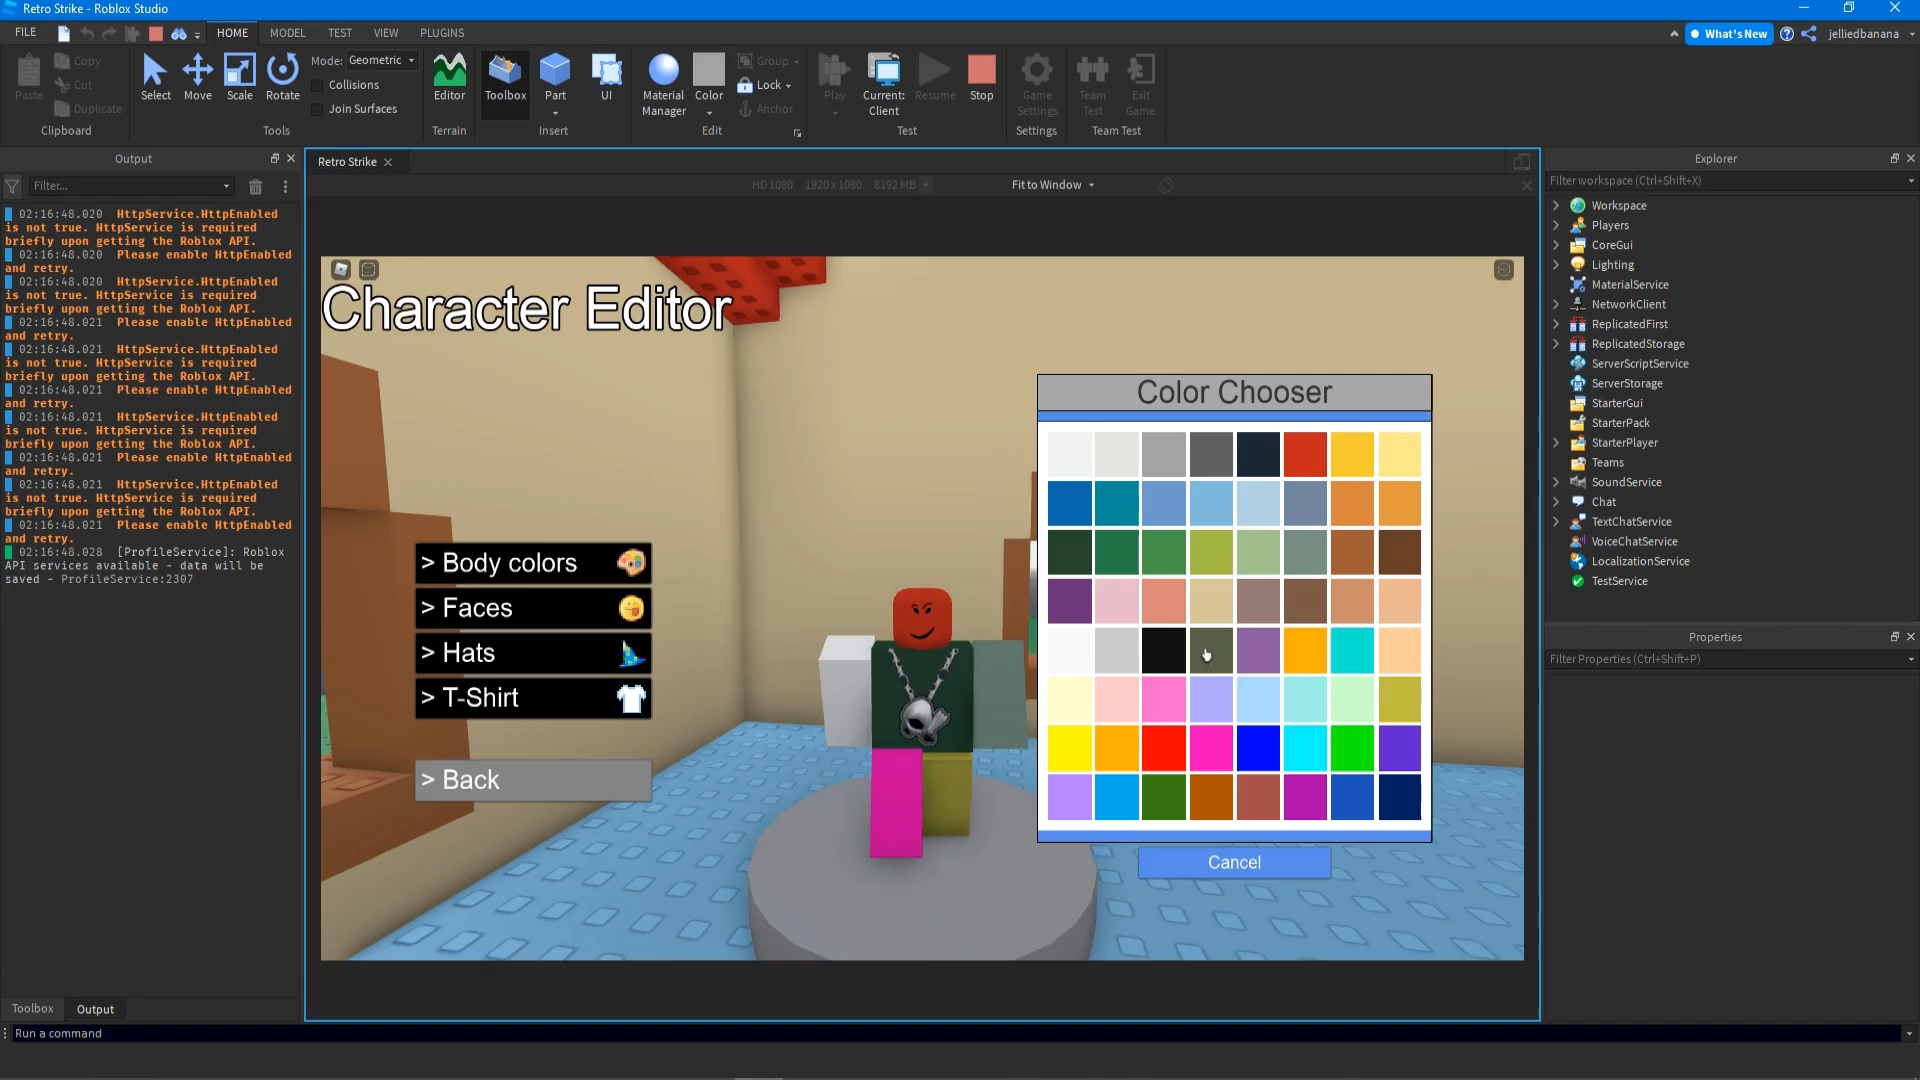 Retro Strike - Roblox Studio
FILE HOME MODEL TEST VIEW PLUGINS What's New jelliedbanana
Paste Copy Cut Duplicate Clipboard
Select Move Scale Rotate Mode: Geometric Collisions Join Surfaces Tools
Editor Terrain
Toolbox Part UI Insert
Material Manager Color Group Lock Anchor Edit
Play Current: Client Resume Stop Test
Game Settings Settings
Team Test Exit Game Team Test
Output
Filter...
02:16:48.020 HttpService.HttpEnabled
is not true. HttpService is required
briefly upon getting the Roblox API.
02:16:48.020 Please enable HttpEnabled
and retry.
02:16:48.020 HttpService.HttpEnabled
is not true. HttpService is required
briefly upon getting the Roblox API.
02:16:48.021 Please enable HttpEnabled
and retry.
02:16:48.021 HttpService.HttpEnabled
is not true. HttpService is required
briefly upon getting the Roblox API.
02:16:48.021 Please enable HttpEnabled
and retry.
02:16:48.021 HttpService.HttpEnabled
is not true. HttpService is required
briefly upon getting the Roblox API.
02:16:48.021 Please enable HttpEnabled
and retry.
02:16:48.021 HttpService.HttpEnabled
is not true. HttpService is required
briefly upon getting the Roblox API.
02:16:48.021 Please enable HttpEnabled
and retry.
02:16:48.028 [ProfileService]: Roblox
API services available - data will be
saved - ProfileService:2307
Toolbox Output
Run a command
Retro Strike
HD 1080 1920 x 1080 8192 MB Fit to Window
Character Editor
> Body colors
> Faces
> Hats
> T-Shirt
> Back
Color Chooser
Cancel
Explorer
Filter workspace (Ctrl+Shift+X)
Workspace
Players
CoreGui
Lighting
MaterialService
NetworkClient
ReplicatedFirst
ReplicatedStorage
ServerScriptService
ServerStorage
StarterGui
StarterPack
StarterPlayer
Teams
SoundService
Chat
TextChatService
VoiceChatService
LocalizationService
TestService
Properties
Filter Properties (Ctrl+Shift+P)